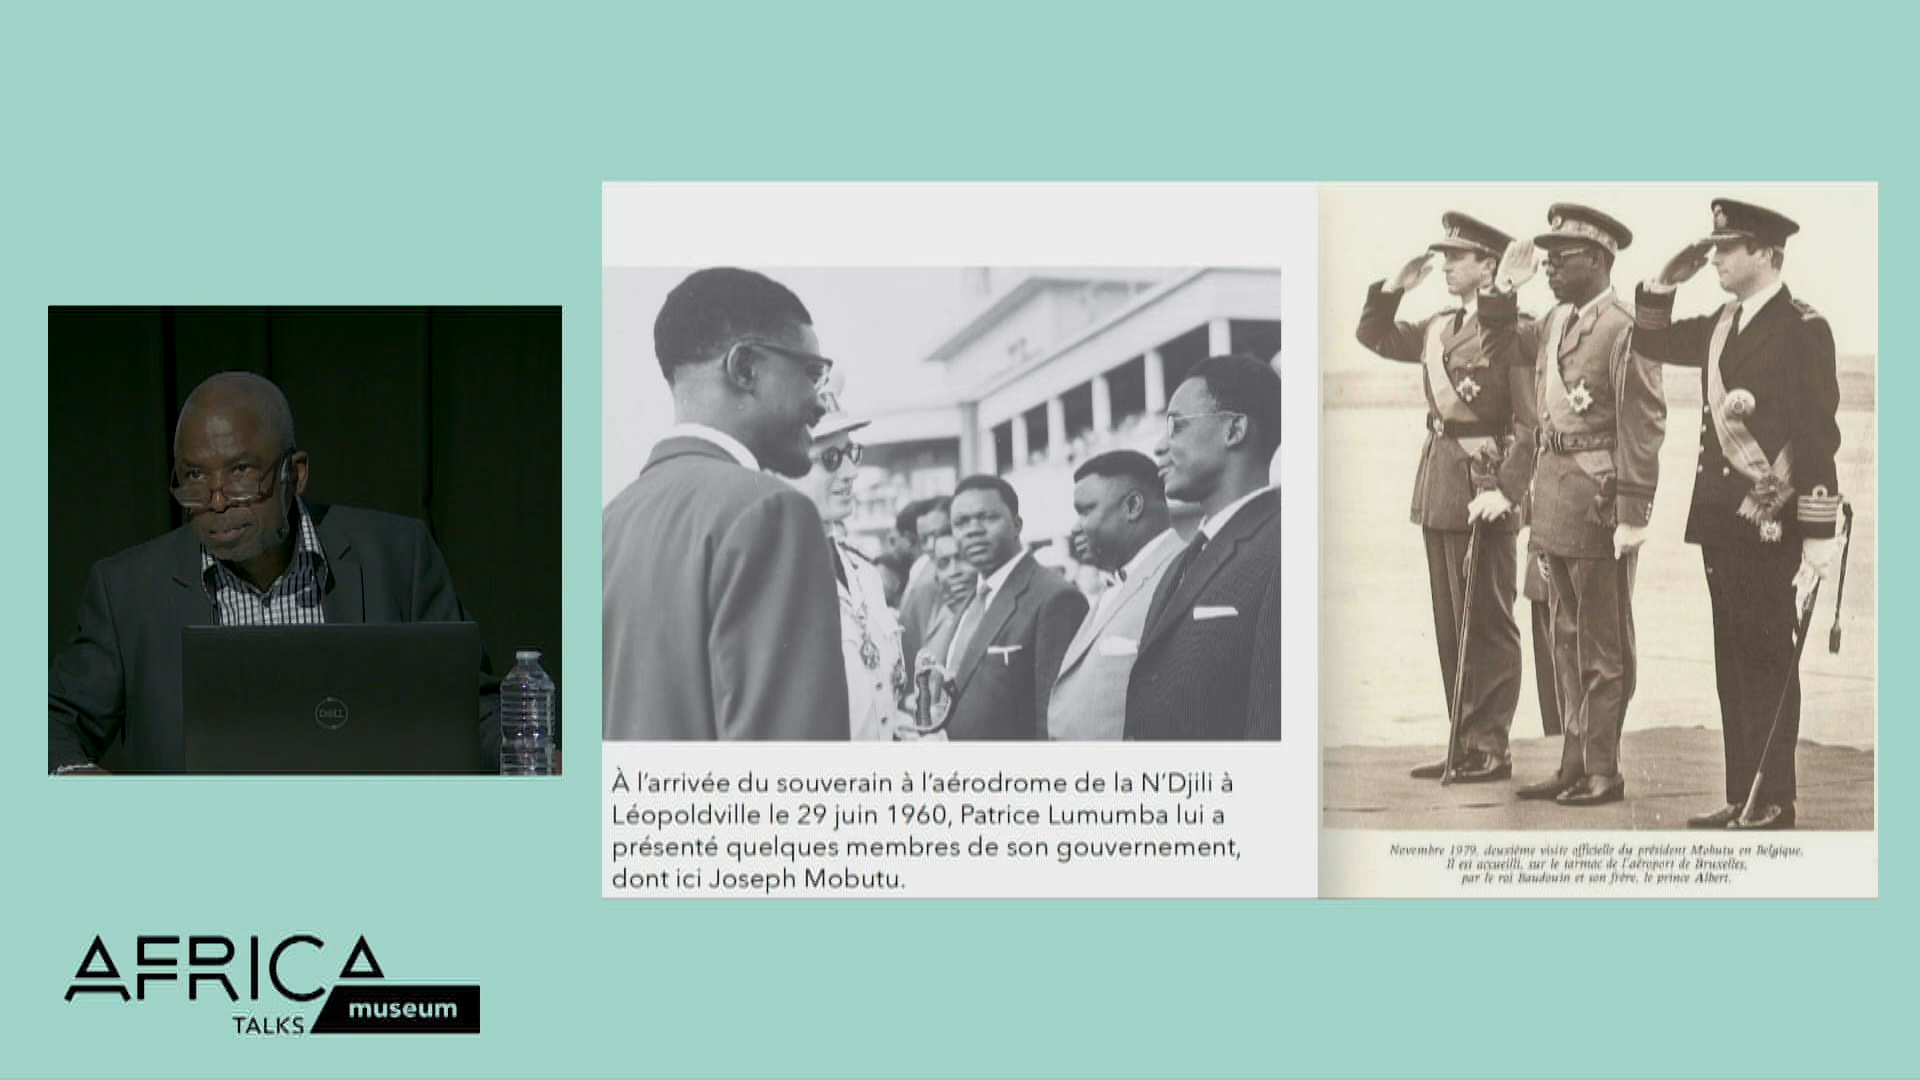 À l'arrivée du souverain à l'aérodrome de la N'Djili à
Léopoldville le 29 juin 1960, Patrice Lumumba lui a
présenté quelques membres de son gouvernement,
dont ici Joseph Mobutu.
Novembre 1979, deuxième visite officielle du président Mobutu en Belgique.
Il est accueilli, sur le tarmac de l'aéroport de Bruxelles,
par le roi Baudouin et son frère, le prince Albert.
DELL
AFRICA
TALKS museum